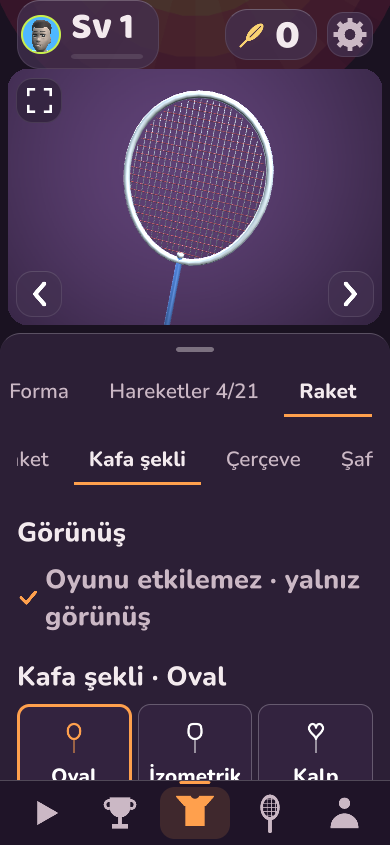 Sv 1
0
Forma
Hareketler 4/21
Raket
Kafa şekli
Çerçeve
Görünüş
Oyunu etkilemez · yalnız
görünüş
Kafa şekli · Oval
Oval
İzometrik
Kalp